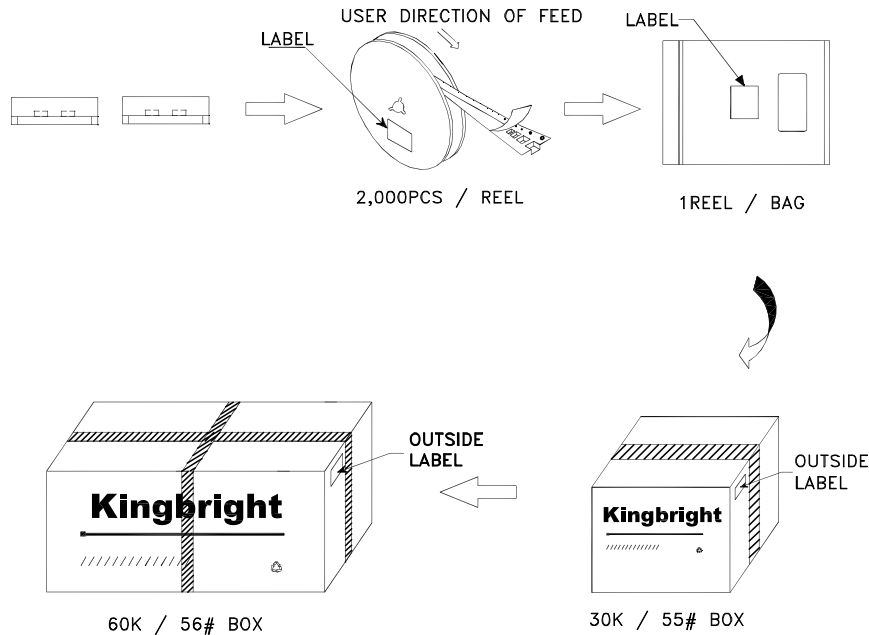 USER DIRECTION OF FEED
LABEL
LABEL
2,000PCS / REEL
1REEL / BAG
OUTSIDE
LABEL
OUTSIDE
LABEL
Kingbright
Kingbright
60K / 56# BOX
30K / 55# BOX